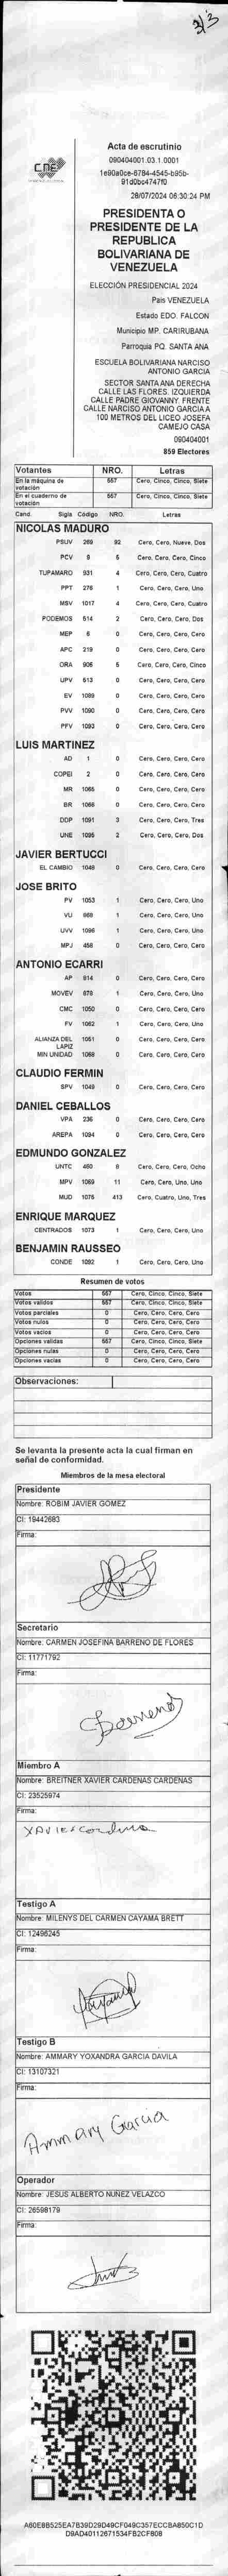 3/3
CNE
Acta de escrutinio
090404001.03.1.0001
28/07/2024 06:30:24 PM
PRESIDENTA O
PRESIDENTE DE LA
REPUBLICA
BOLIVARIANA DE
VENEZUELA
ELECCIÓN PRESIDENCIAL 2024
Pais VENEZUELA
Estado EDO. FALCON
Municipio MP. CARIRUBANA
Parroquia PQ. SANTA ANA
ESCUELA BOLIVARIANA NARCISO
ANTONIO GARCIA
SECTOR SANTA ANA DERECHA
CALLE LAS FLORES. IZQUIERDA
CALLE PADRE GIOVANNY. FRENTE
CALLE NARCISO ANTONIO GARCIA A
100 METROS DEL LICEO JOSEFA
CAMEJO CASA
090404001
859 Electores
Votantes NRO. Letras
En la máquina de votación 557 Cero, Cinco, Cinco, Siete
En el cuaderno de votación 557 Cero, Cinco, Cinco, Siete
Cand. Sigla Código NRO. Letras
NICOLAS MADURO
PSUV 269 92 Cero, Cero, Nueve, Dos
PCV 9 5 Cero, Cero, Cero, Cinco
TUPAMARO 931 4 Cero, Cero, Cero, Cuatro
PPT 276 1 Cero, Cero, Cero, Uno
MSV 1017 4 Cero, Cero, Cero, Cuatro
PODEMOS 514 2 Cero, Cero, Cero, Dos
MEP 6 0 Cero, Cero, Cero, Cero
APC 219 0 Cero, Cero, Cero, Cero
ORA 906 5 Cero, Cero, Cero, Cinco
UPV 513 0 Cero, Cero, Cero, Cero
EV 1089 0 Cero, Cero, Cero, Cero
PVV 1090 0 Cero, Cero, Cero, Cero
PFV 1093 0 Cero, Cero, Cero, Cero
LUIS MARTINEZ
AD 1 0 Cero, Cero, Cero, Cero
COPEI 2 0 Cero, Cero, Cero, Cero
MR 1065 0 Cero, Cero, Cero, Cero
BR 1066 0 Cero, Cero, Cero, Cero
DDP 1091 3 Cero, Cero, Cero, Tres
UNE 1095 2 Cero, Cero, Cero, Dos
JAVIER BERTUCCI
EL CAMBIO 1048 0 Cero, Cero, Cero, Cero
JOSE BRITO
PV 1053 1 Cero, Cero, Cero, Uno
VU 1 Cero, Cero, Cero, Uno
UVV 1096 1 Cero, Cero, Cero, Uno
MPJ 458 0 Cero, Cero, Cero, Cero
ANTONIO ECARRI
AP 914 0 Cero, Cero, Cero, Cero
MOVEV 979 1 Cero, Cero, Cero, Uno
CMC 1050 0 Cero, Cero, Cero, Cero
FV 1062 1 Cero, Cero, Cero, Uno
ALIANZA DEL LAPIZ 1051 0 Cero, Cero, Cero, Cero
MIN UNIDAD 1068 0 Cero, Cero, Cero, Cero
CLAUDIO FERMIN
SPV 1049 0 Cero, Cero, Cero, Cero
DANIEL CEBALLOS
VPA 236 0 Cero, Cero, Cero, Cero
AREPA 1094 0 Cero, Cero, Cero, Cero
EDMUNDO GONZALEZ
UNTC 460 8 Cero, Cero, Cero, Ocho
MPV 1069 11 Cero, Cero, Uno, Uno
MUD 1075 413 Cero, Cuatro, Uno, Tres
ENRIQUE MARQUEZ
CENTRADOS 1073 1 Cero, Cero, Cero, Uno
BENJAMIN RAUSSEO
CONDE 1092 1 Cero, Cero, Cero, Uno
Resumen de votos
Votos 557 Cero, Cinco, Cinco, Siete
Votos validos 557 Cero, Cinco, Cinco, Siete
Votos parciales 0 Cero, Cero, Cero, Cero
Votos nulos 0 Cero, Cero, Cero, Cero
Votos vacios 0 Cero, Cero, Cero, Cero
Opciones validas 557 Cero, Cinco, Cinco, Siete
Opciones nulas 0 Cero, Cero, Cero, Cero
Opciones vacias 0 Cero, Cero, Cero, Cero
Observaciones:
Se levanta la presente acta la cual firman en
señal de conformidad.
Miembros de la mesa electoral
Presidente
Nombre: ROBIM JAVIER GOMEZ
CI: 19442683
Firma:
Secretario
Nombre: CARMEN JOSEFINA BARRENO DE FLORES
CI: 11771792
Firma:
Barreno
Miembro A
Nombre: BREITNER XAVIER CARDENAS CARDENAS
CI: 23525974
Firma:
Testigo A
Nombre: MILENYS DEL CARMEN CAYAMA BRETT
CI: 12496245
Firma:
Testigo B
Nombre: AMMARY YOXANDRA GARCIA DAVILA
CI: 13107321
Firma:
Ammary Garcia
Operador
Nombre: JESUS ALBERTO NUÑEZ VELAZCO
CI: 26598179
Firma: